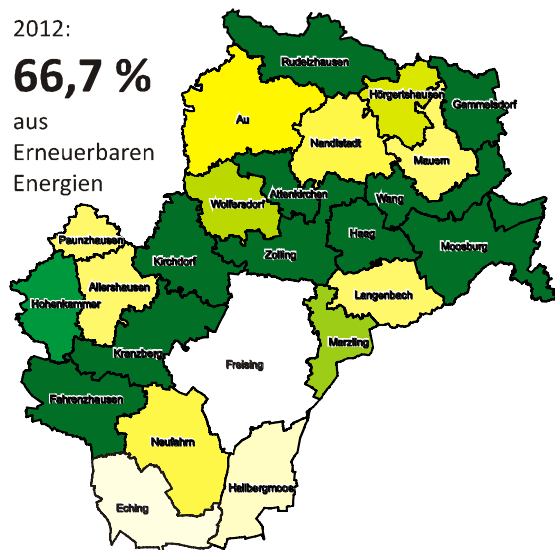 2012:
66,7 %
aus
Erneuerbaren
Energien
Rudelzhausen
Hörgertshausen
Gammelsdorf
Au
Nandlstadt
Mauern
Wolfersdorf
Attenkirchen
Wang
Haag
Moosburg
Paunzhausen
Kirchdorf
Zolling
Allershausen
Hohenkammer
Langenbach
Marzling
Kranzberg
Freising
Fahrenzhausen
Neufahrn
Hallbergmoos
Eching